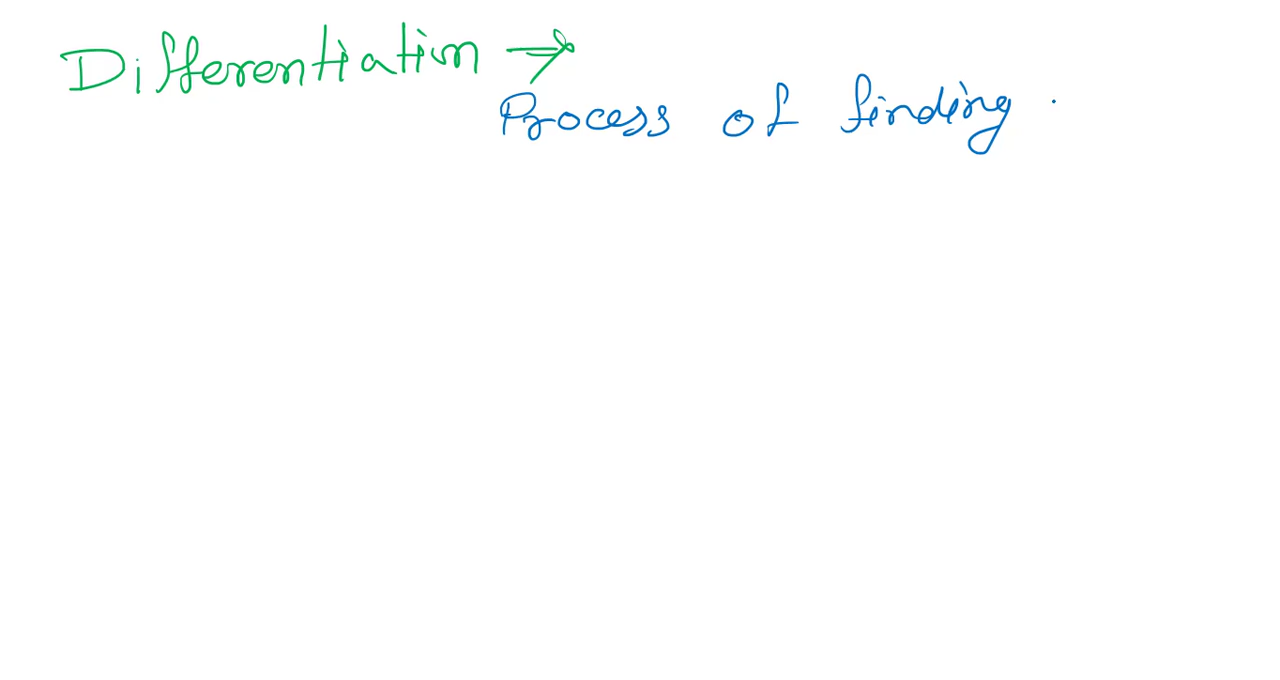 Differentiation →
Process of finding